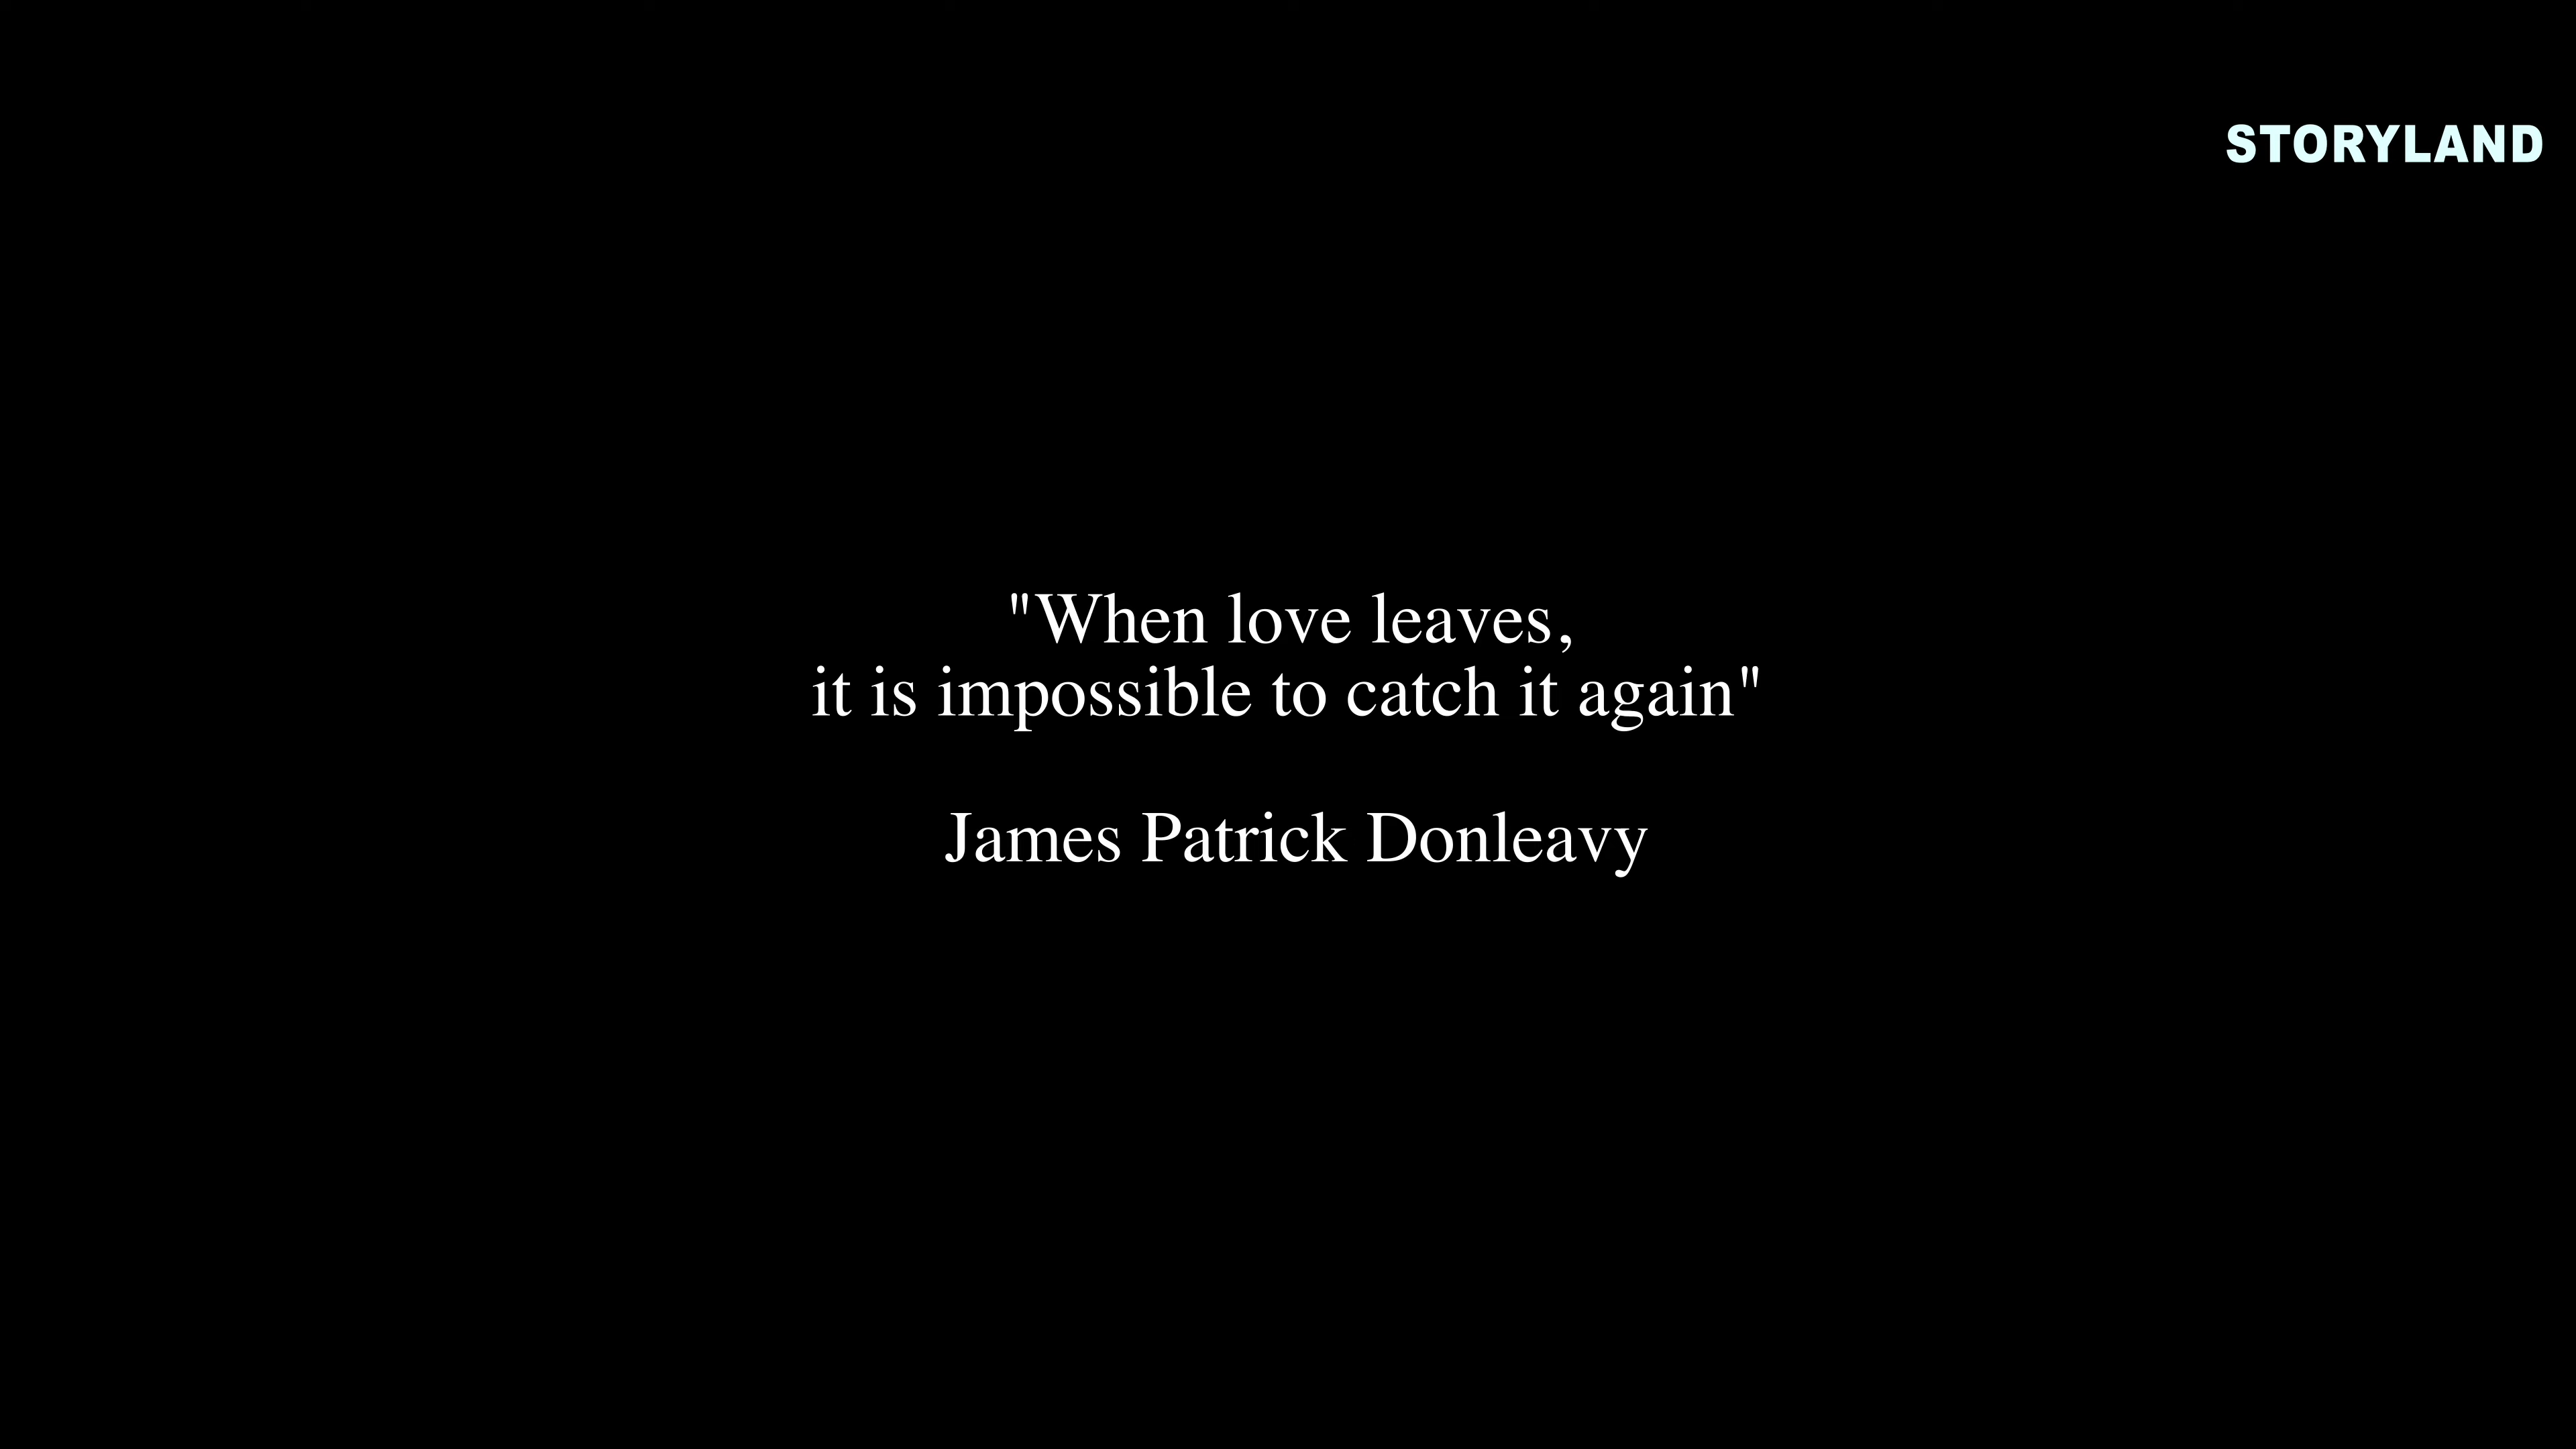 STORYLAND
"When love leaves,
it is impossible to catch it again"
James Patrick Donleavy